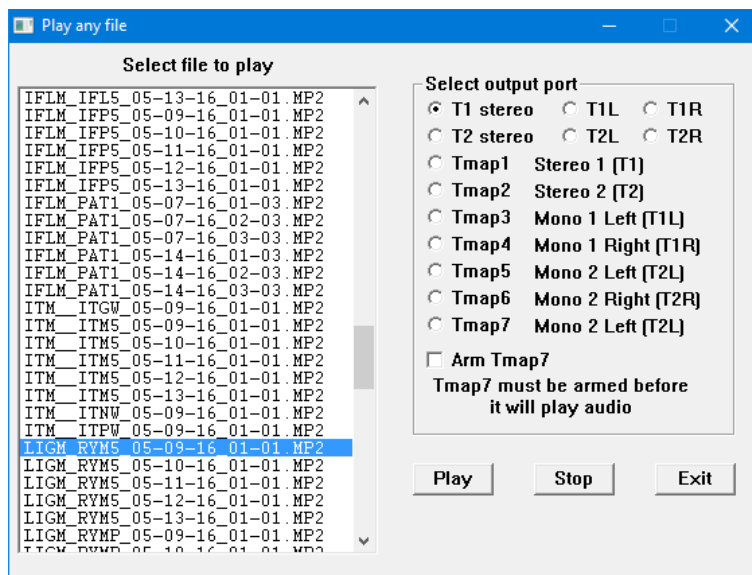 Play any file
Select file to play
IFLM_IFL5_05-13-16_01-01.MP2
IFLM_IFP5_05-09-16_01-01.MP2
IFLM_IFP5_05-10-16_01-01.MP2
IFLM_IFP5_05-11-16_01-01.MP2
IFLM_IFP5_05-12-16_01-01.MP2
IFLM_IFP5_05-13-16_01-01.MP2
IFLM_PAT1_05-07-16_01-03.MP2
IFLM_PAT1_05-07-16_02-03.MP2
IFLM_PAT1_05-07-16_03-03.MP2
IFLM_PAT1_05-14-16_01-03.MP2
IFLM_PAT1_05-14-16_02-03.MP2
IFLM_PAT1_05-14-16_03-03.MP2
ITM__ITGW_05-09-16_01-01.MP2
ITM__ITM5_05-09-16_01-01.MP2
ITM__ITM5_05-10-16_01-01.MP2
ITM__ITM5_05-11-16_01-01.MP2
ITM__ITM5_05-12-16_01-01.MP2
ITM__ITM5_05-13-16_01-01.MP2
ITM__ITNW_05-09-16_01-01.MP2
ITM__ITPW_05-09-16_01-01.MP2
LIGM_RYM5_05-09-16_01-01.MP2
LIGM_RYM5_05-10-16_01-01.MP2
LIGM_RYM5_05-11-16_01-01.MP2
LIGM_RYM5_05-12-16_01-01.MP2
LIGM_RYM5_05-13-16_01-01.MP2
LIGM_RYMP_05-09-16_01-01.MP2
LIGM_RYMP_05-10-16_01-01.MP2
Select output port
T1 stereo T1L T1R
T2 stereo T2L T2R
Tmap1 Stereo 1 (T1)
Tmap2 Stereo 2 (T2)
Tmap3 Mono 1 Left (T1L)
Tmap4 Mono 1 Right (T1R)
Tmap5 Mono 2 Left (T2L)
Tmap6 Mono 2 Right (T2R)
Tmap7 Mono 2 Left (T2L)
Arm Tmap7
Tmap7 must be armed before
it will play audio
Play Stop Exit